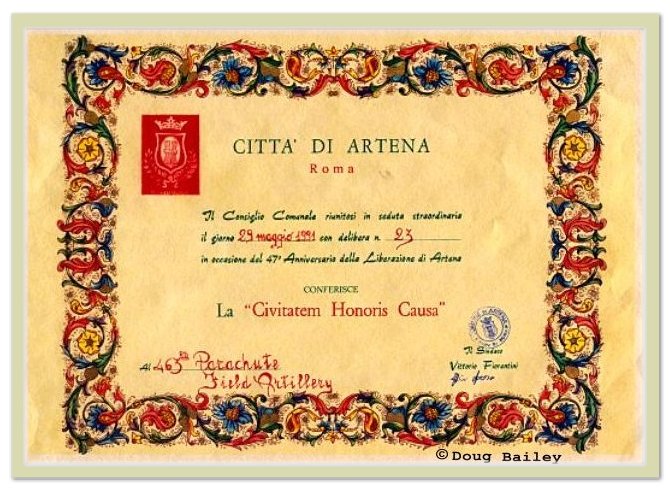 CITTA' DI ARTENA
Roma
Il Consiglio Comunale riunitosi in seduta straordinaria
il giorno 29 maggio 1991 con delibera n. 23
in occasione del 47° Anniversario della Liberazione di Artena
CONFERISCE
La "Civitatem Honoris Causa"
Il Sindaco
Vittorio Fiorentini
Al 463rd Parachute
Field Artillery
©Doug Bailey